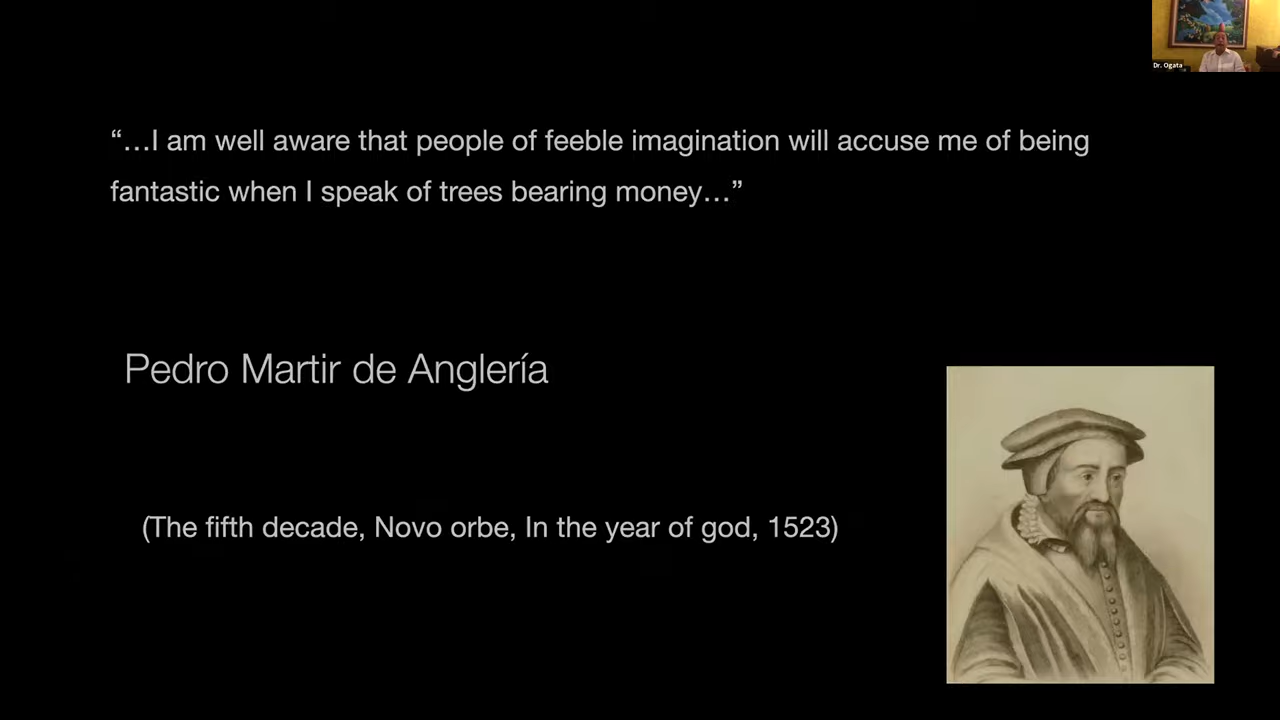 Dr. Ogata
“…I am well aware that people of feeble imagination will accuse me of being
fantastic when I speak of trees bearing money…”
Pedro Martir de Anglería
(The fifth decade, Novo orbe, In the year of god, 1523)